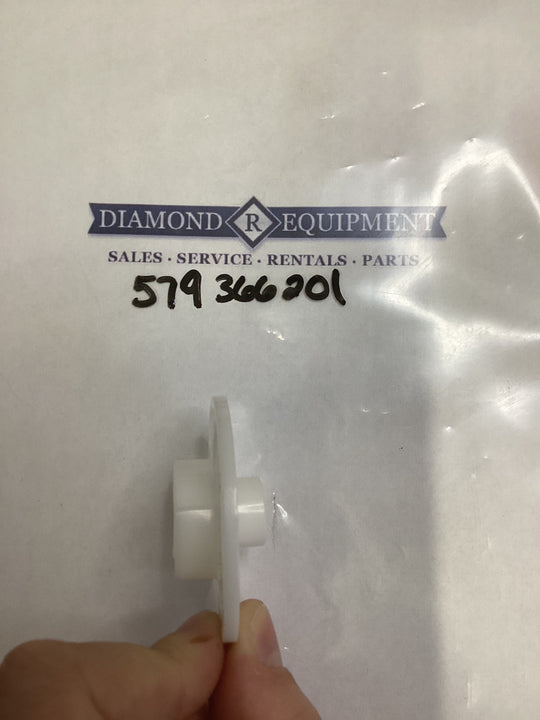 DIAMOND R EQUIPMENT
SALES · SERVICE · RENTALS · PARTS
579 366201